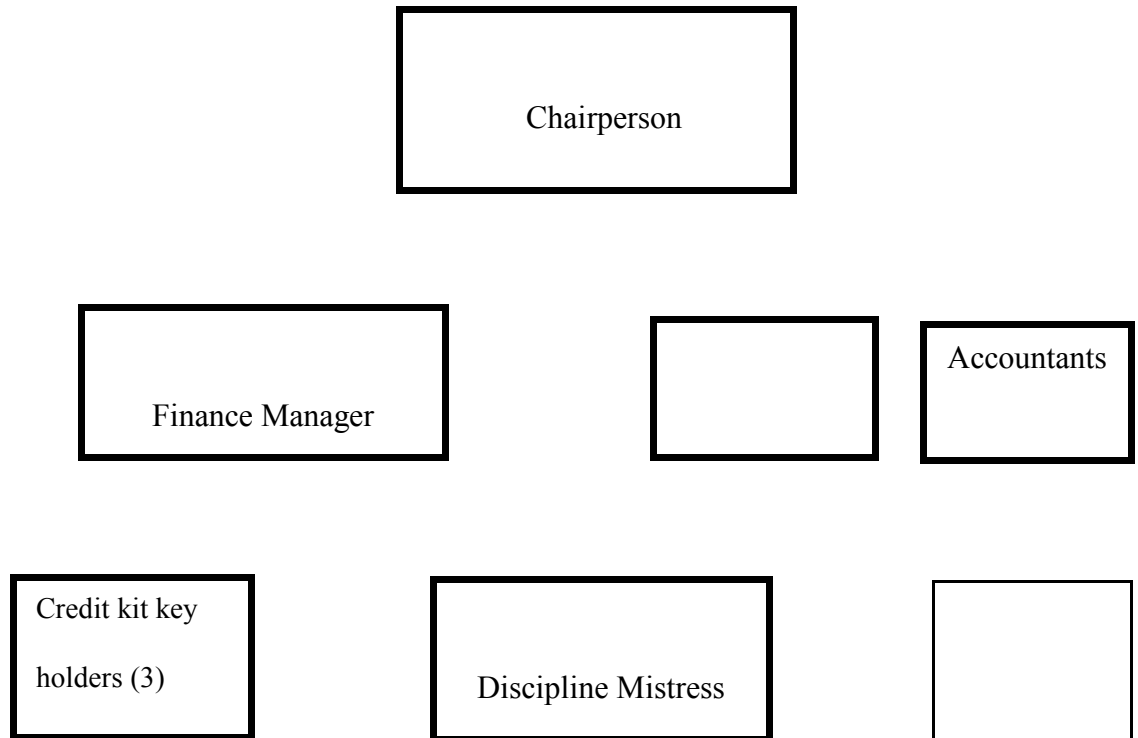 Chairperson
Finance Manager
Accountants
Credit kit key
holders (3)
Discipline Mistress